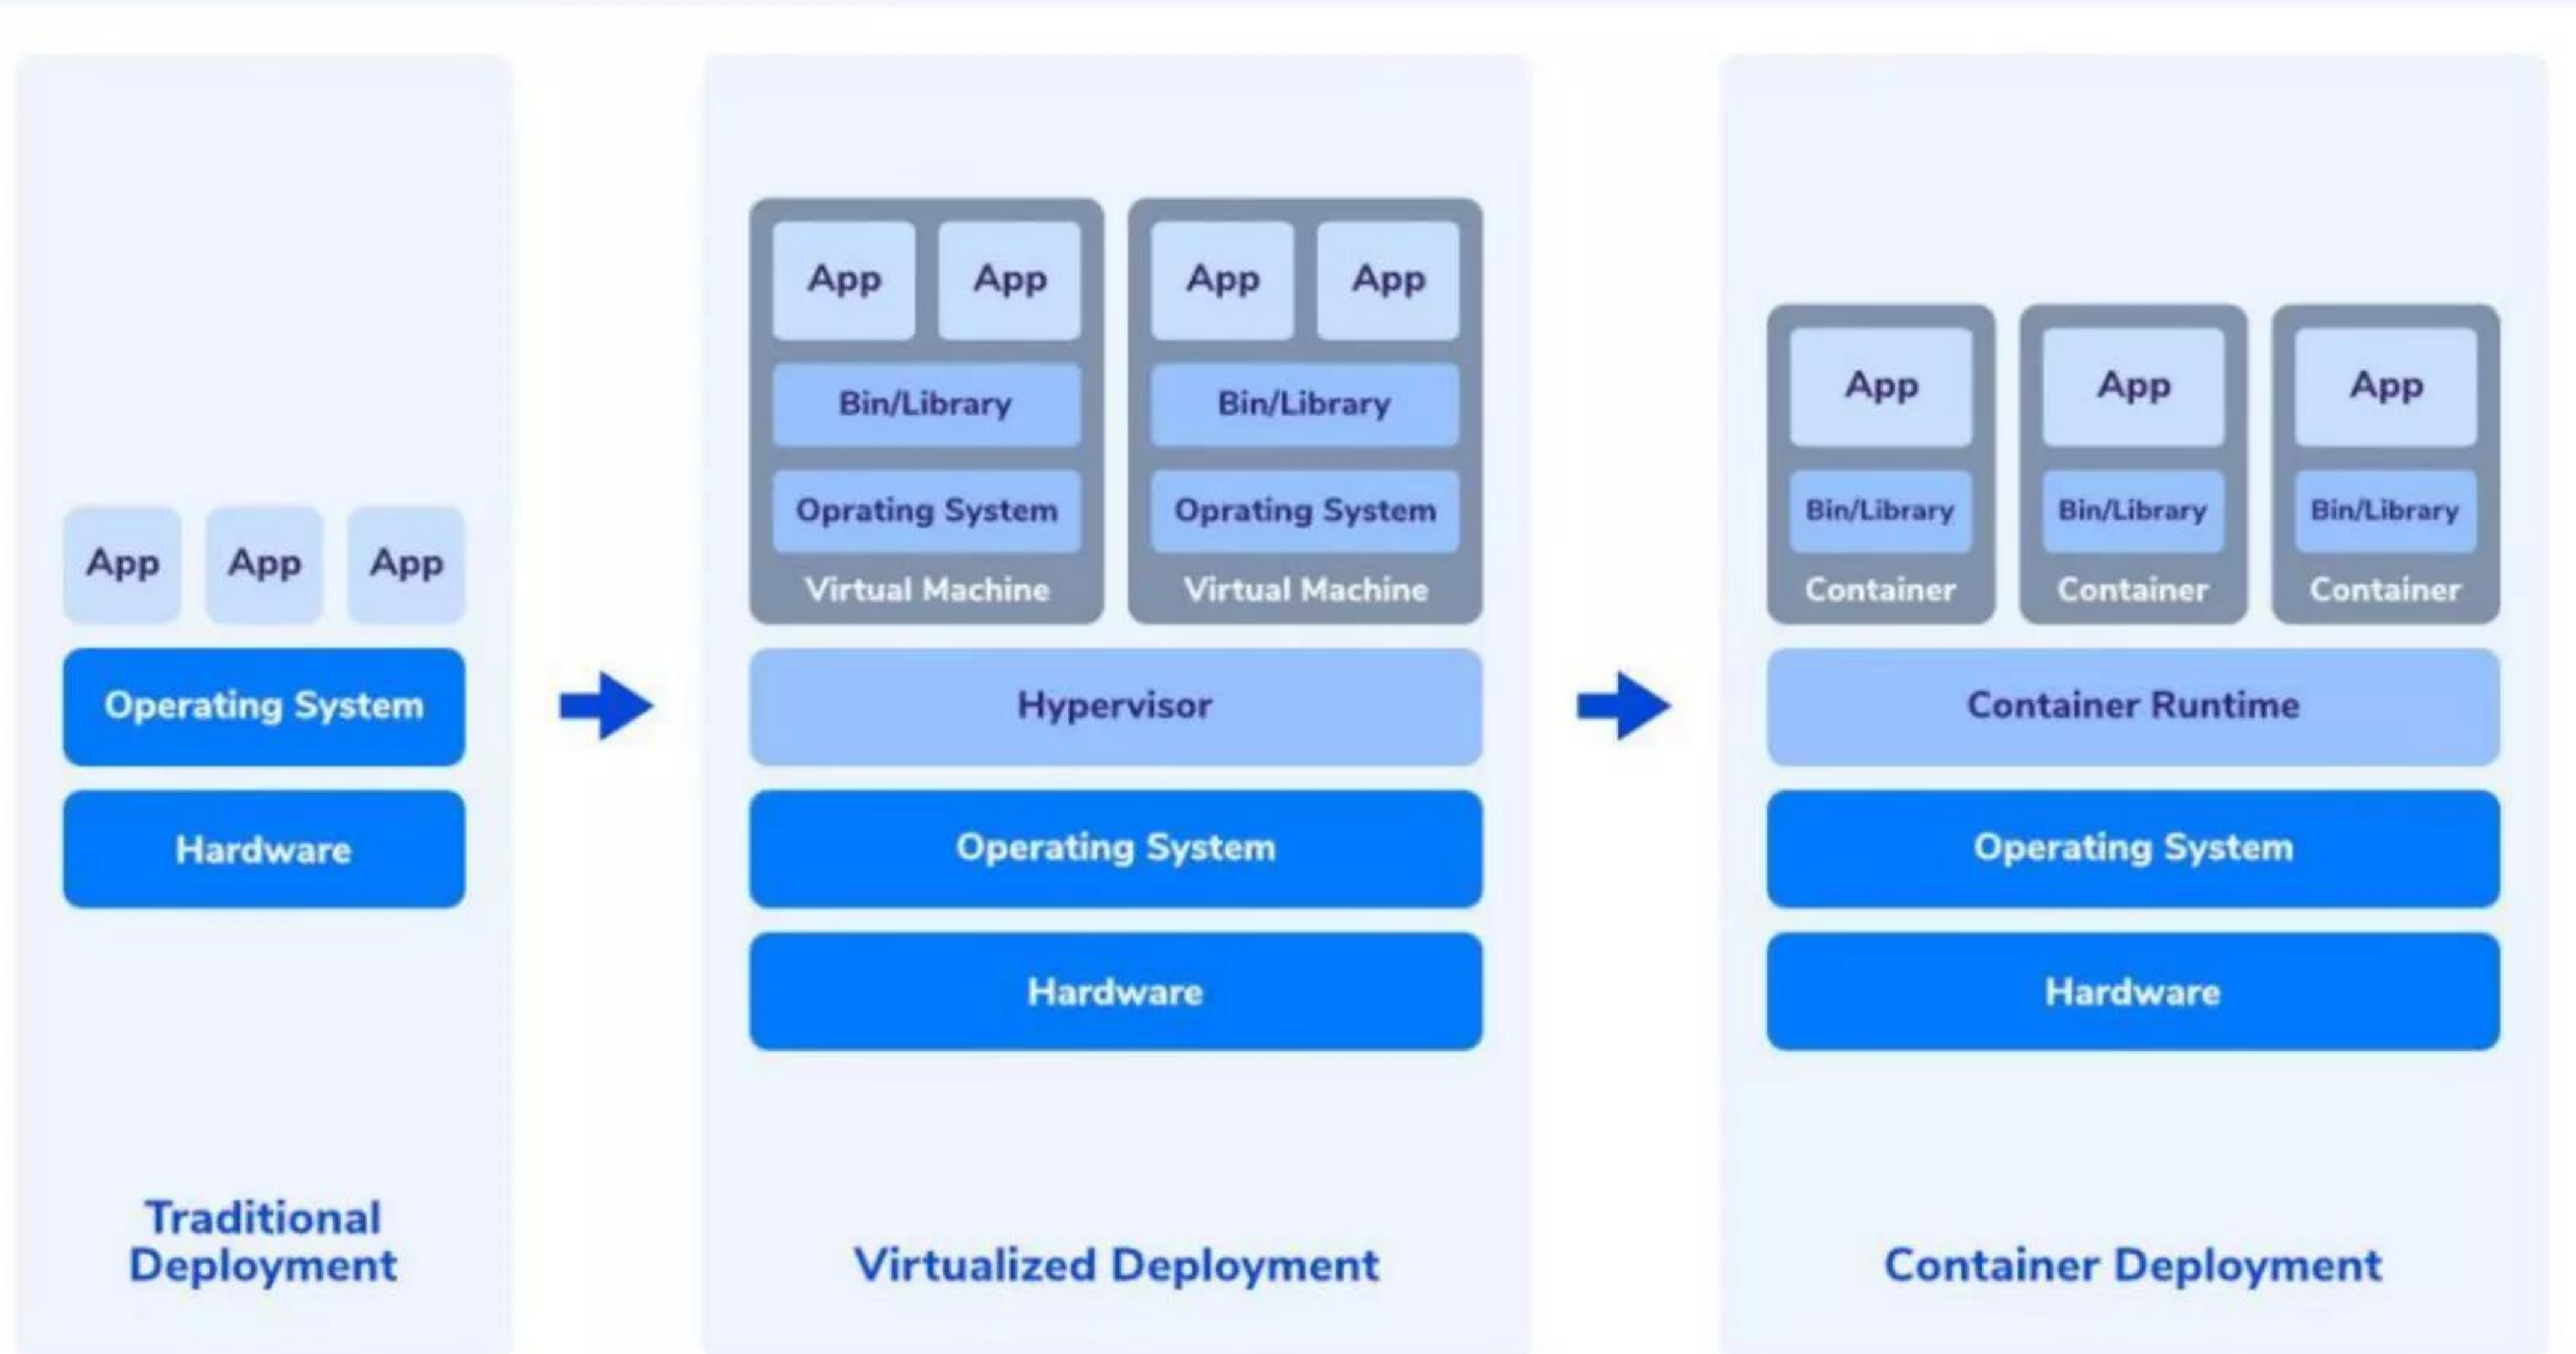 App App App
Operating System
Hardware
Traditional
Deployment
App App App App
Bin/Library Bin/Library
Oprating System Oprating System
Virtual Machine Virtual Machine
Hypervisor
Operating System
Hardware
Virtualized Deployment
App App App
Bin/Library Bin/Library Bin/Library
Container Container Container
Container Runtime
Operating System
Hardware
Container Deployment